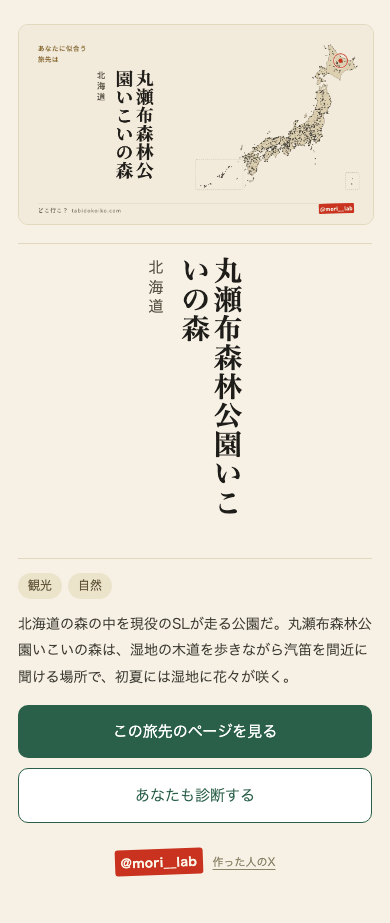 あなたに似合う
旅先は
丸瀬布森林公
園いこいの森
北海道
どこ行こ？ tabidokoiko.com
@mori__lab
丸瀬布森林公園いこ
いの森
北海道
観光
自然
北海道の森の中を現役のSLが走る公園だ。丸瀬布森林公
園いこいの森は、湿地の木道を歩きながら汽笛を間近に
聞ける場所で、初夏には湿地に花々が咲く。
この旅先のページを見る
あなたも診断する
@mori__lab
作った人のX